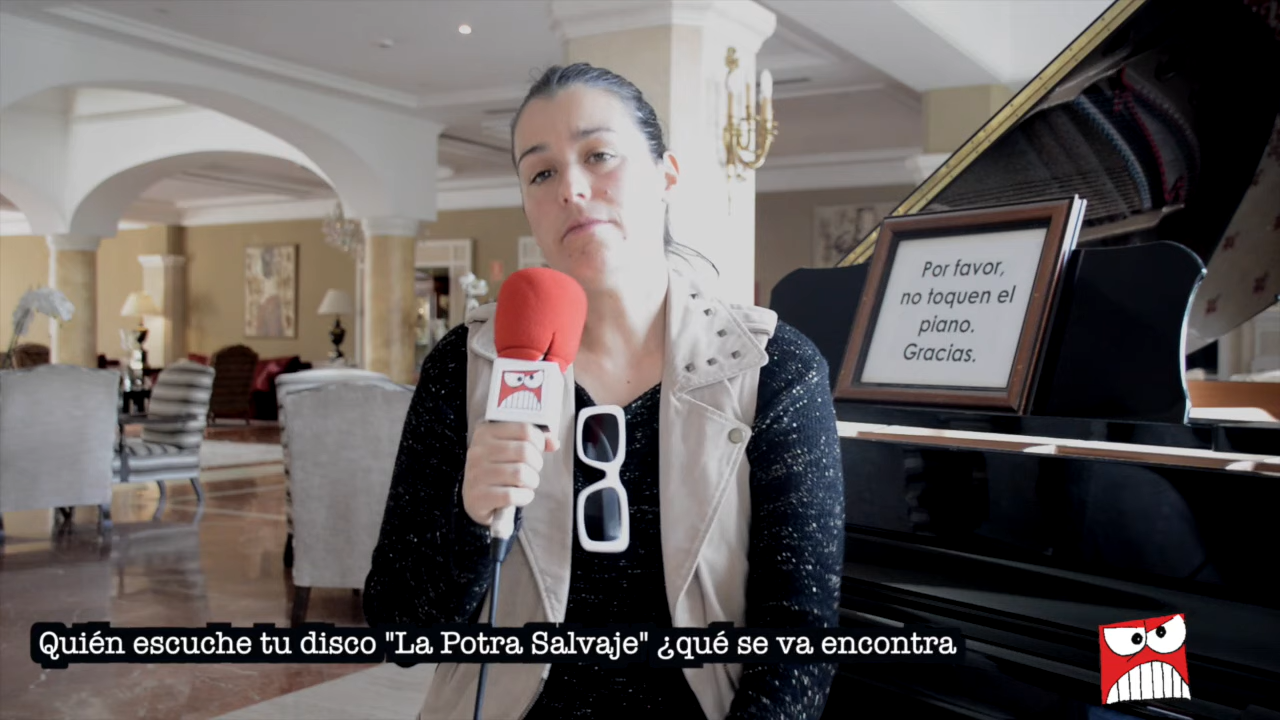 Por favor,
no toquen el
piano.
Gracias.
Quién escuche tu disco "La Potra Salvaje" ¿qué se va encontra